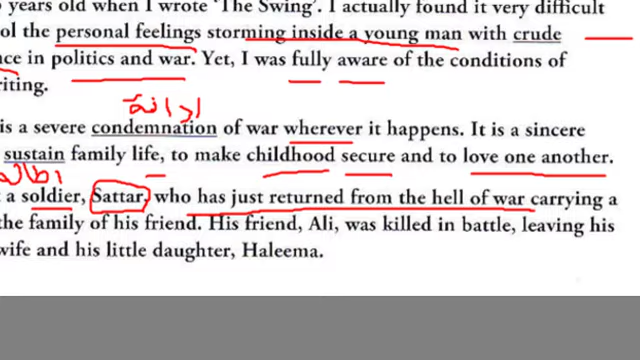 years old when I wrote 'The Swing'. I actually found it very difficult
ol the personal feelings storming inside a young man with crude
ce in politics and war. Yet, I was fully aware of the conditions of
riting.
ادانة
is a severe condemnation of war wherever it happens. It is a sincere
sustain family life, to make childhood secure and to love one another.
a soldier, Sattar, who has just returned from the hell of war carrying a
the family of his friend. His friend, Ali, was killed in battle, leaving his
wife and his little daughter, Haleema.